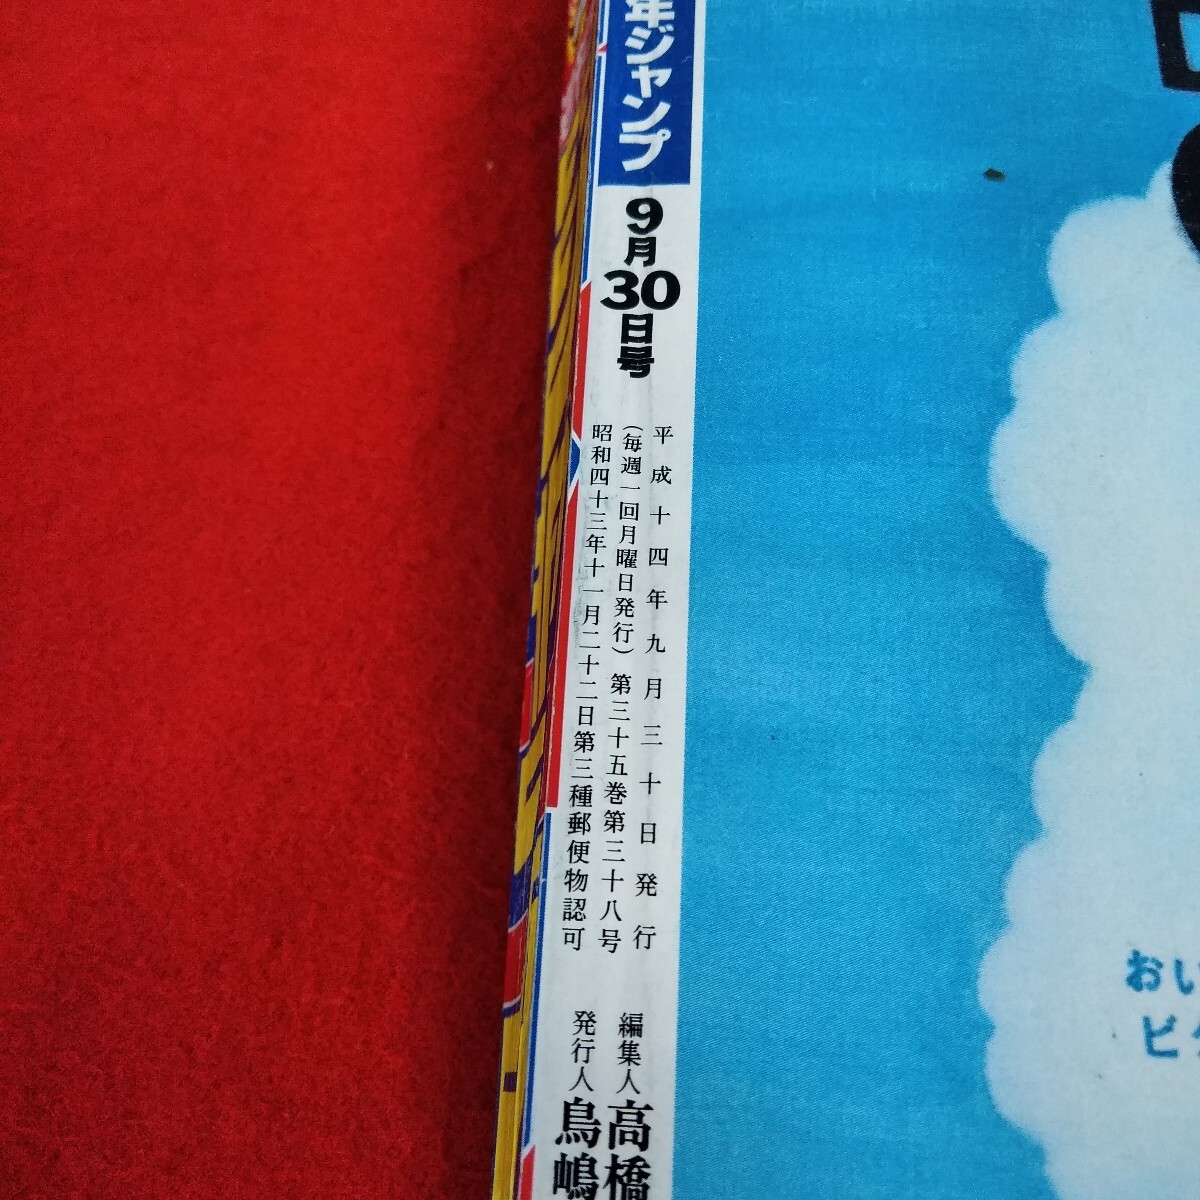 年ジャンプ
9月30日号
平成十四年九月三十日発行
(毎週一回月曜日発行)第三十五巻第三十八号
昭和四十三年十一月二十二日第三種郵便物認可
編集人 高橋
発行人 鳥嶋
おい
ビタ